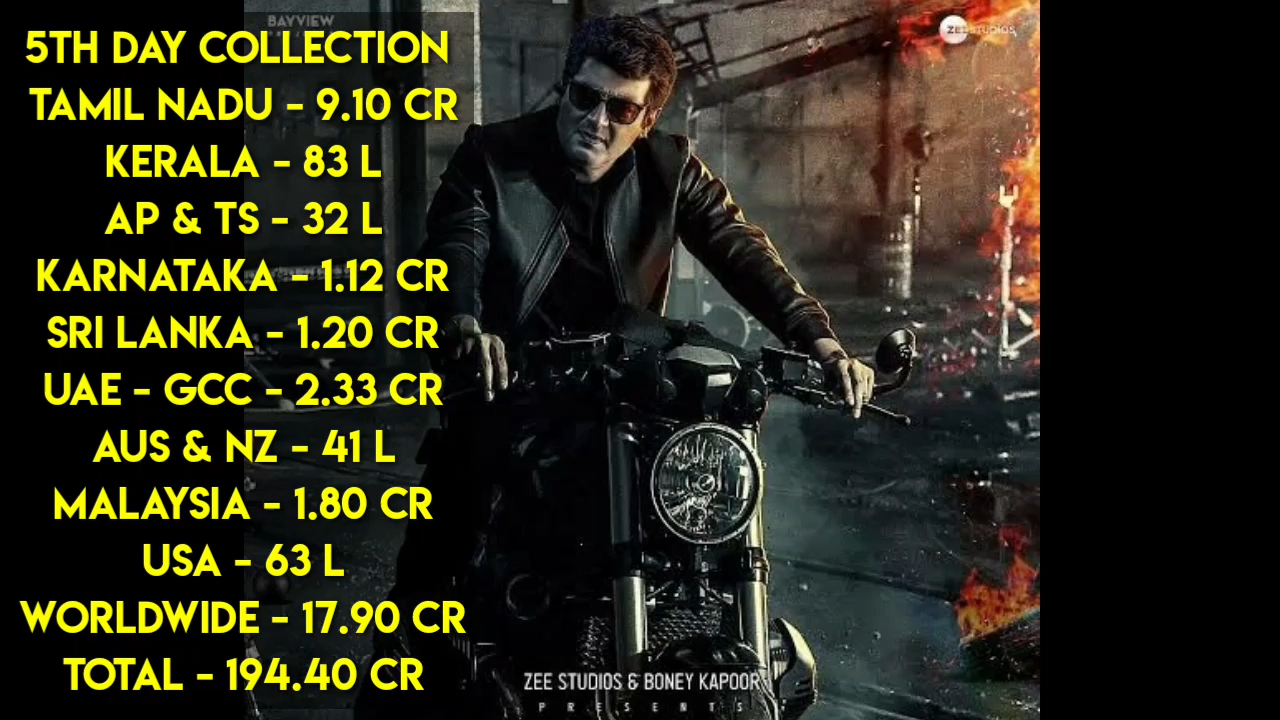 BAYVIEW
5TH DAY COLLECTION
TAMIL NADU - 9.10 CR
KERALA - 83 L
AP & TS - 32 L
KARNATAKA - 1.12 CR
SRI LANKA - 1.20 CR
UAE - GCC - 2.33 CR
AUS & NZ - 41 L
MALAYSIA - 1.80 CR
USA - 63 L
WORLDWIDE - 17.90 CR
TOTAL - 194.40 CR
ZEE STUDIOS
ZEE STUDIOS & BONEY KAPOOR
PRESENTS